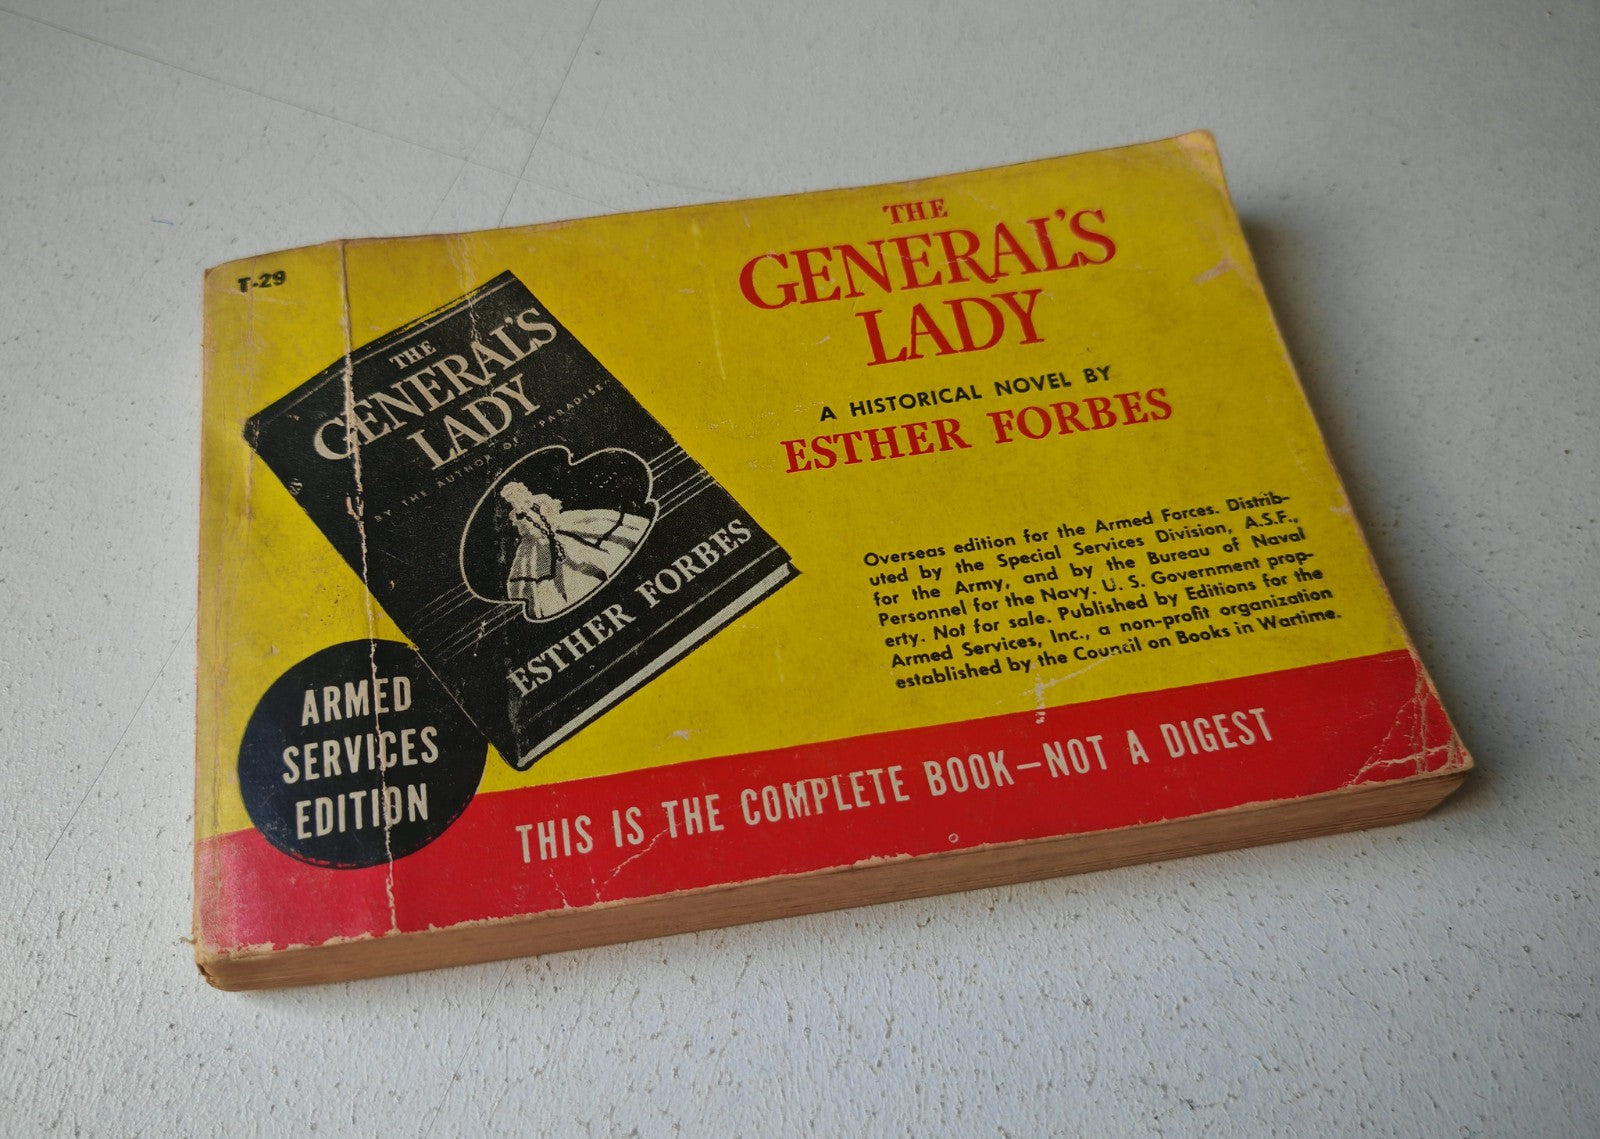 T-29
THE
GENERAL'S
LADY
BY THE AUTHOR OF "PARADISE"
ESTHER FORBES
ARMED
SERVICES
EDITION
THE
GENERAL'S
LADY
A HISTORICAL NOVEL BY
ESTHER FORBES
Overseas edition for the Armed Forces. Distrib-
uted by the Special Services Division, A.S.F.,
for the Army, and by the Bureau of Naval
Personnel for the Navy. U. S. Government prop-
erty. Not for sale. Published by Editions for the
Armed Services, Inc., a non-profit organization
established by the Council on Books in Wartime.
THIS IS THE COMPLETE BOOK—NOT A DIGEST